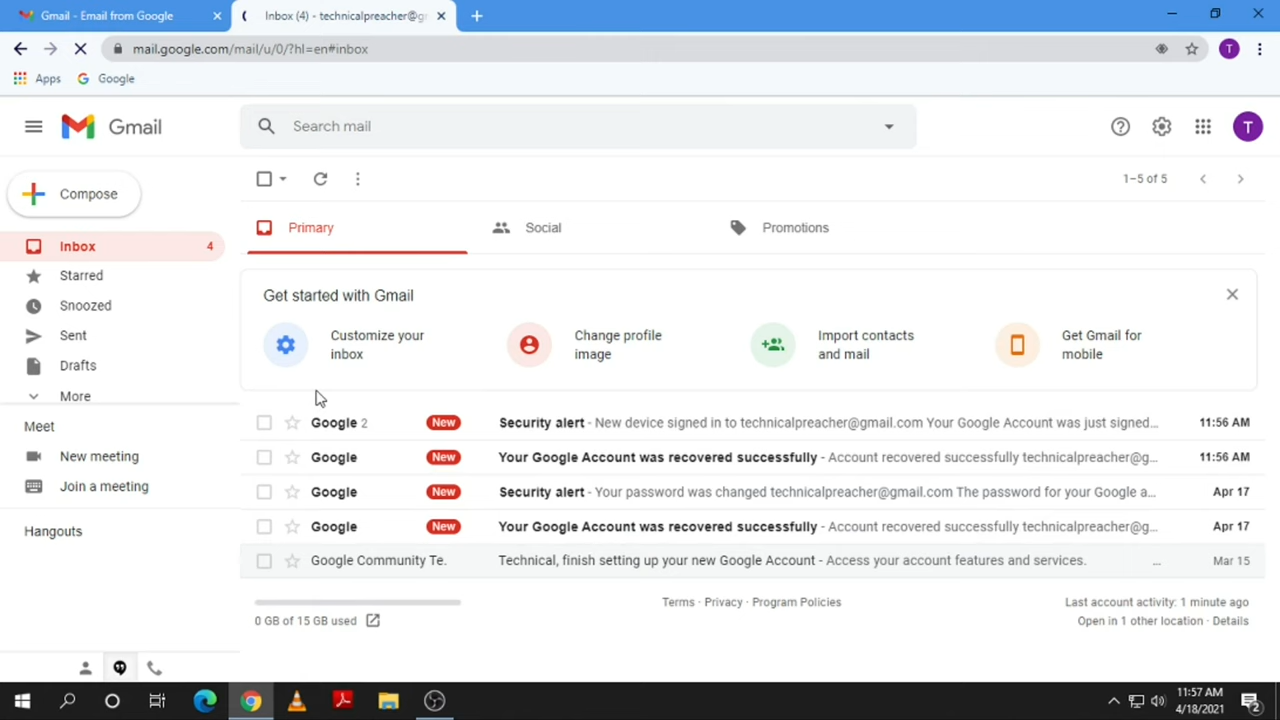 Gmail - Email from Google
Inbox (4) - technicalpreacher@g
mail.google.com/mail/u/0/?hl=en#inbox
T
Apps
Google
Gmail
Search mail
T
Compose
1–5 of 5
Primary
Social
Promotions
Inbox 4
Starred
Snoozed
Sent
Drafts
More
Get started with Gmail
Customize your
inbox
Change profile
image
Import contacts
and mail
Get Gmail for
mobile
Google 2 New Security alert - New device signed in to technicalpreacher@gmail.com Your Google Account was just signed... 11:56 AM
Google New Your Google Account was recovered successfully - Account recovered successfully technicalpreacher@g... 11:56 AM
Google New Security alert - Your password was changed technicalpreacher@gmail.com The password for your Google a... Apr 17
Google New Your Google Account was recovered successfully - Account recovered successfully technicalpreacher@g... Apr 17
Google Community Te. Technical, finish setting up your new Google Account - Access your account features and services. ... Mar 15
Meet
New meeting
Join a meeting
Hangouts
0 GB of 15 GB used
Terms · Privacy · Program Policies
Last account activity: 1 minute ago
Open in 1 other location · Details
11:57 AM
4/18/2021
2